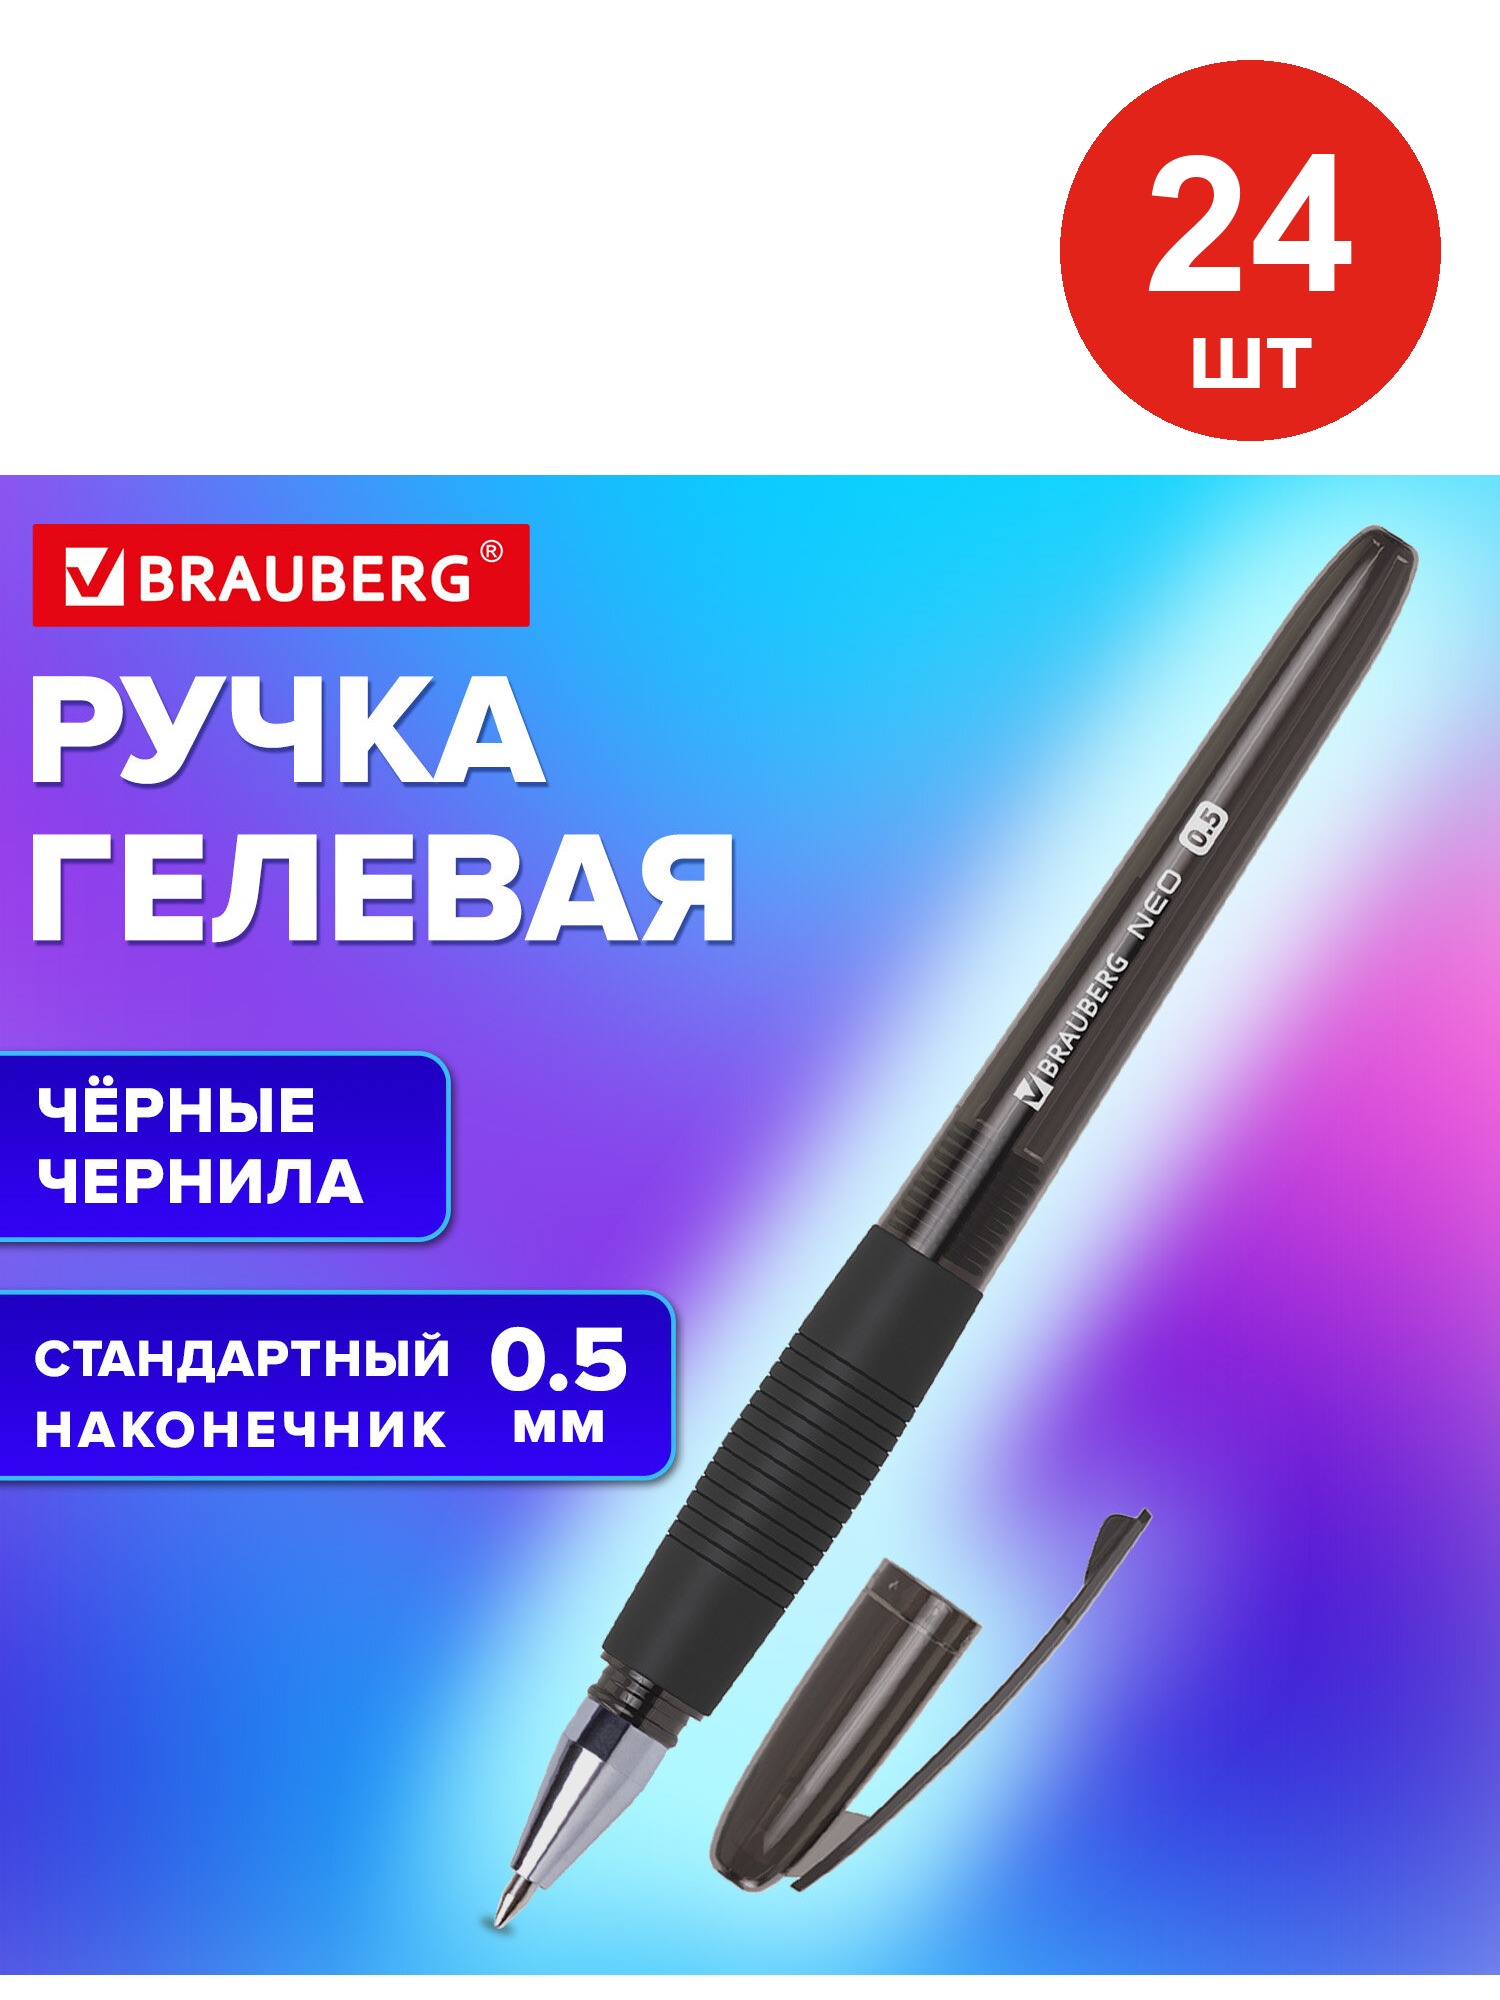 24
шт
BRAUBERG®
РУЧКА
ГЕЛЕВАЯ
ЧЁРНЫЕ
ЧЕРНИЛА
СТАНДАРТНЫЙ
НАКОНЕЧНИК
0.5
мм
BRAUBERG NEO 0.5